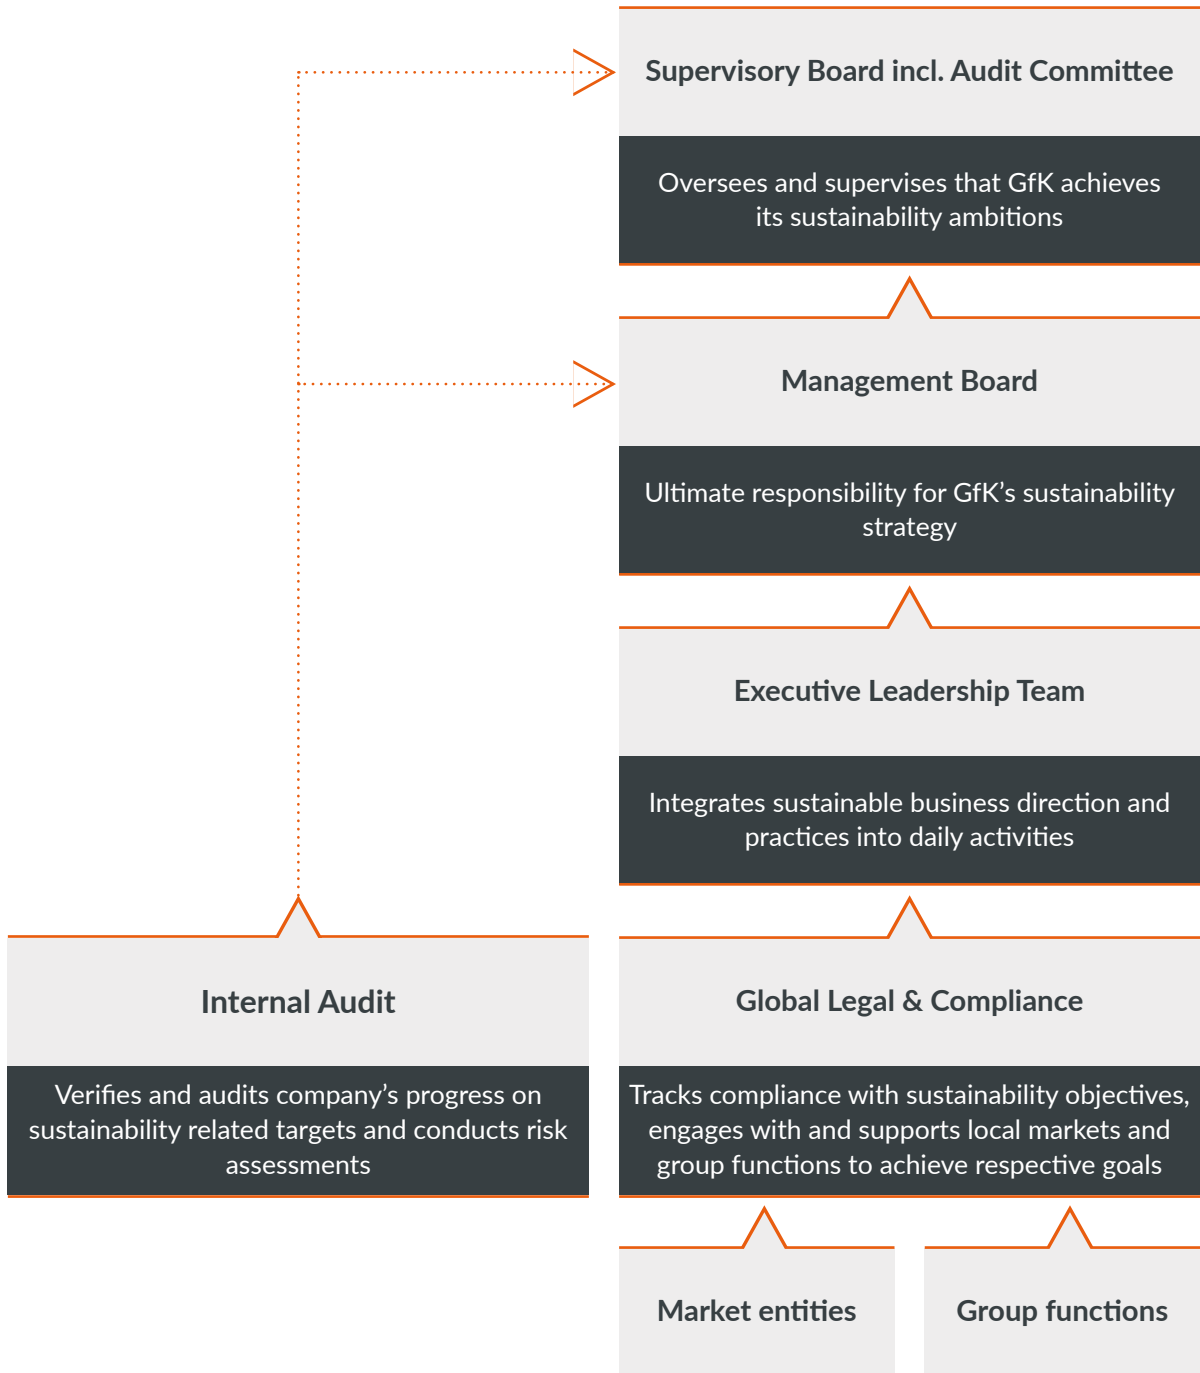 Supervisory Board incl. Audit Committee
Oversees and supervises that GfK achieves
its sustainability ambitions
Management Board
Ultimate responsibility for GfK’s sustainability
strategy
Executive Leadership Team
Integrates sustainable business direction and
practices into daily activities
Internal Audit
Verifies and audits company’s progress on
sustainability related targets and conducts risk
assessments
Global Legal & Compliance
Tracks compliance with sustainability objectives,
engages with and supports local markets and
group functions to achieve respective goals
Market entities
Group functions